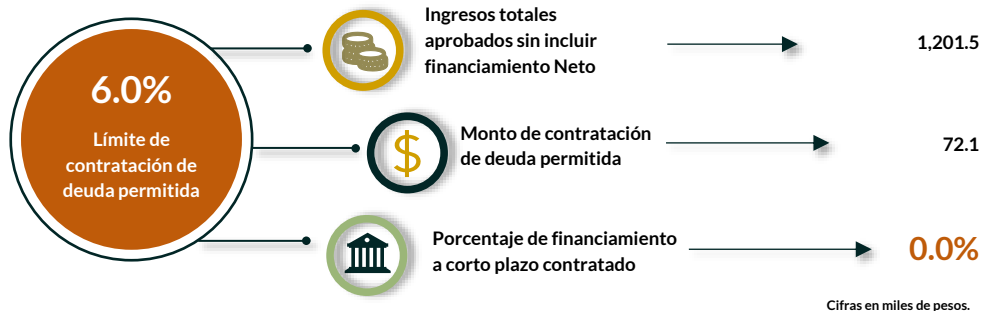 6.0%
Límite de
contratación de
deuda permitida
Ingresos totales
aprobados sin incluir
financiamiento Neto
1,201.5
$
Monto de contratación
de deuda permitida
72.1
Porcentaje de financiamiento
a corto plazo contratado
0.0%
Cifras en miles de pesos.